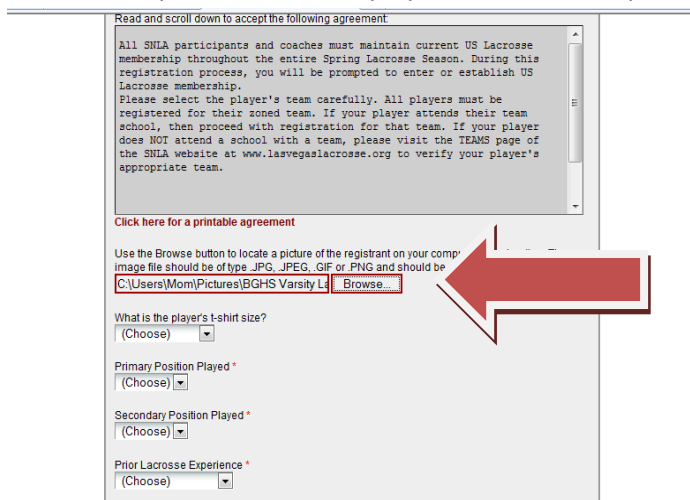 Read and scroll down to accept the following agreement:
All SNLA participants and coaches must maintain current US Lacrosse
membership throughout the entire Spring Lacrosse Season. During this
registration process, you will be prompted to enter or establish US
Lacrosse membership.
Please select the player's team carefully. All players must be
registered for their zoned team. If your player attends their team
school, then proceed with registration for that team. If your player
does NOT attend a school with a team, please visit the TEAMS page of
the SNLA website at www.lasvegaslacrosse.org to verify your player's
appropriate team.
Click here for a printable agreement
Use the Browse button to locate a picture of the registrant on your
image file should be of type .JPG, .JPEG, .GIF or .PNG and should be
C:\Users\Mom\Pictures\BGHS Varsity Browse...
What is the player's t-shirt size?
(Choose)
Primary Position Played *
(Choose)
Secondary Position Played *
(Choose)
Prior Lacrosse Experience *
(Choose)